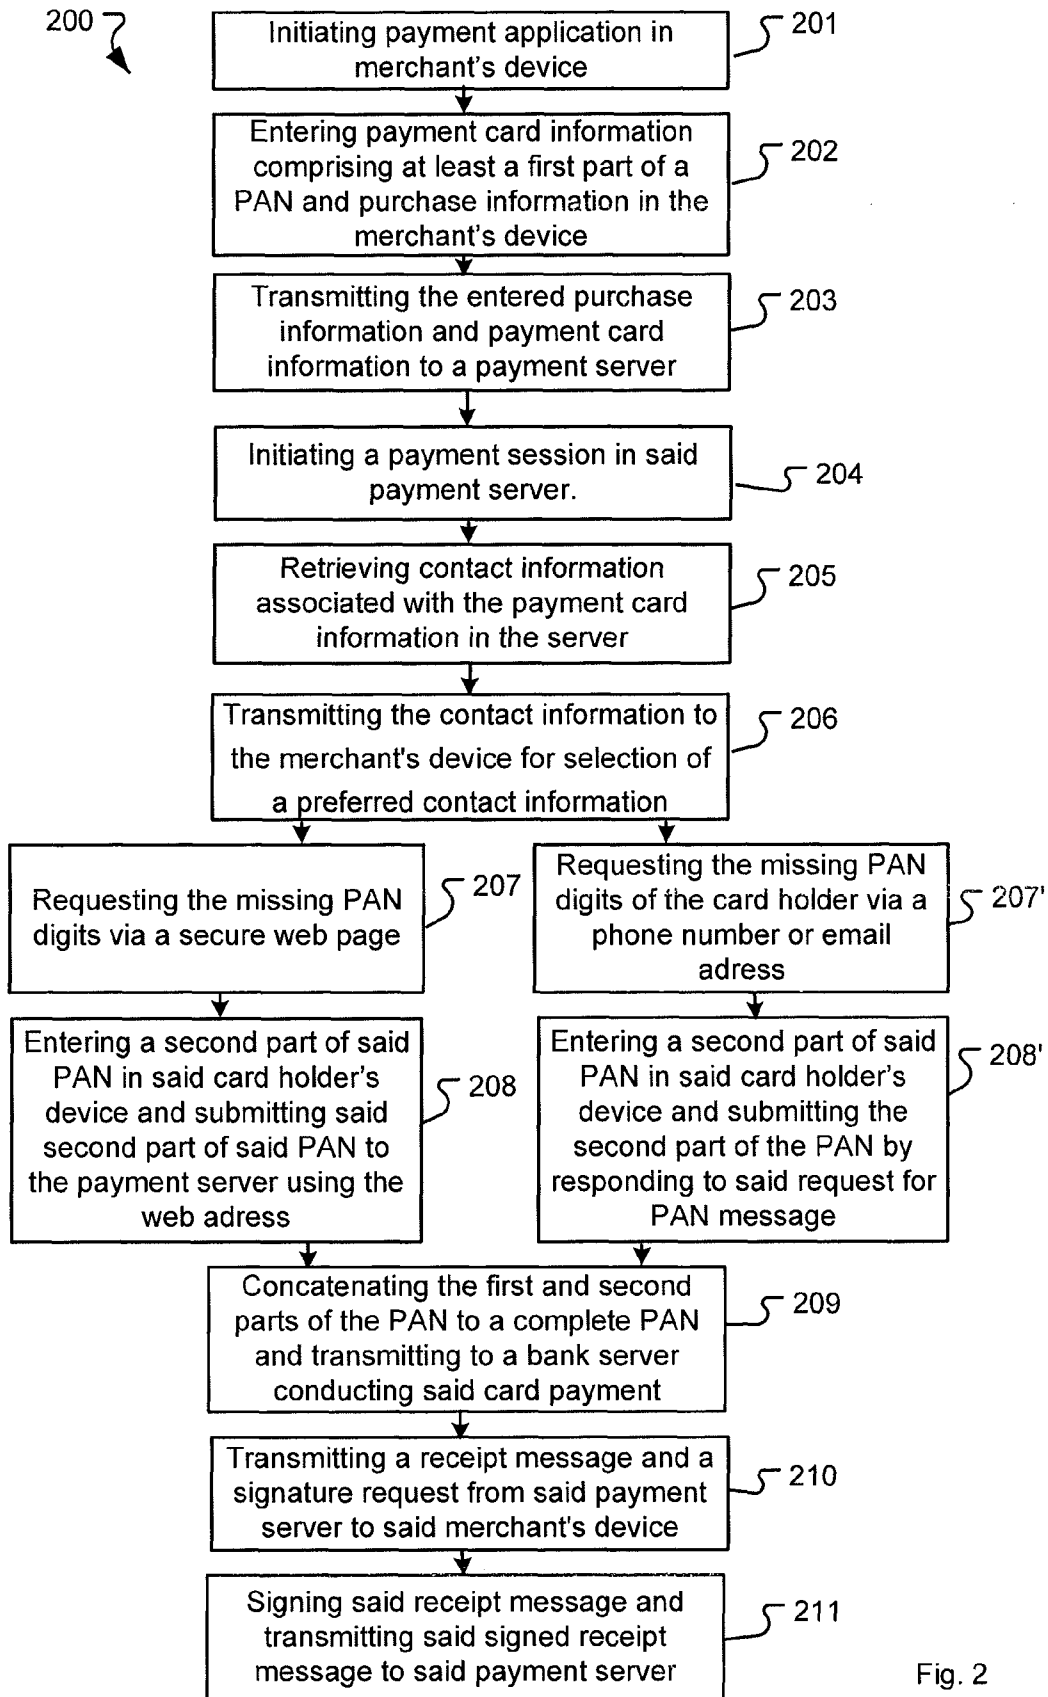 200
Initiating payment application in
merchant's device
201
Entering payment card information
comprising at least a first part of a
PAN and purchase information in the
merchant's device
202
Transmitting the entered purchase
information and payment card
information to a payment server
203
Initiating a payment session in said
payment server.
204
Retrieving contact information
associated with the payment card
information in the server
205
Transmitting the contact information to
the merchant's device for selection of
a preferred contact information
206
Requesting the missing PAN
digits via a secure web page
207
Requesting the missing PAN
digits of the card holder via a
phone number or email
adress
207'
Entering a second part of said
PAN in said card holder's
device and submitting said
second part of said PAN to
the payment server using the
web adress
208
Entering a second part of said
PAN in said card holder's
device and submitting the
second part of the PAN by
responding to said request for
PAN message
208'
Concatenating the first and second
parts of the PAN to a complete PAN
and transmitting to a bank server
conducting said card payment
209
Transmitting a receipt message and a
signature request from said payment
server to said merchant's device
210
Signing said receipt message and
transmitting said signed receipt
message to said payment server
211
Fig. 2